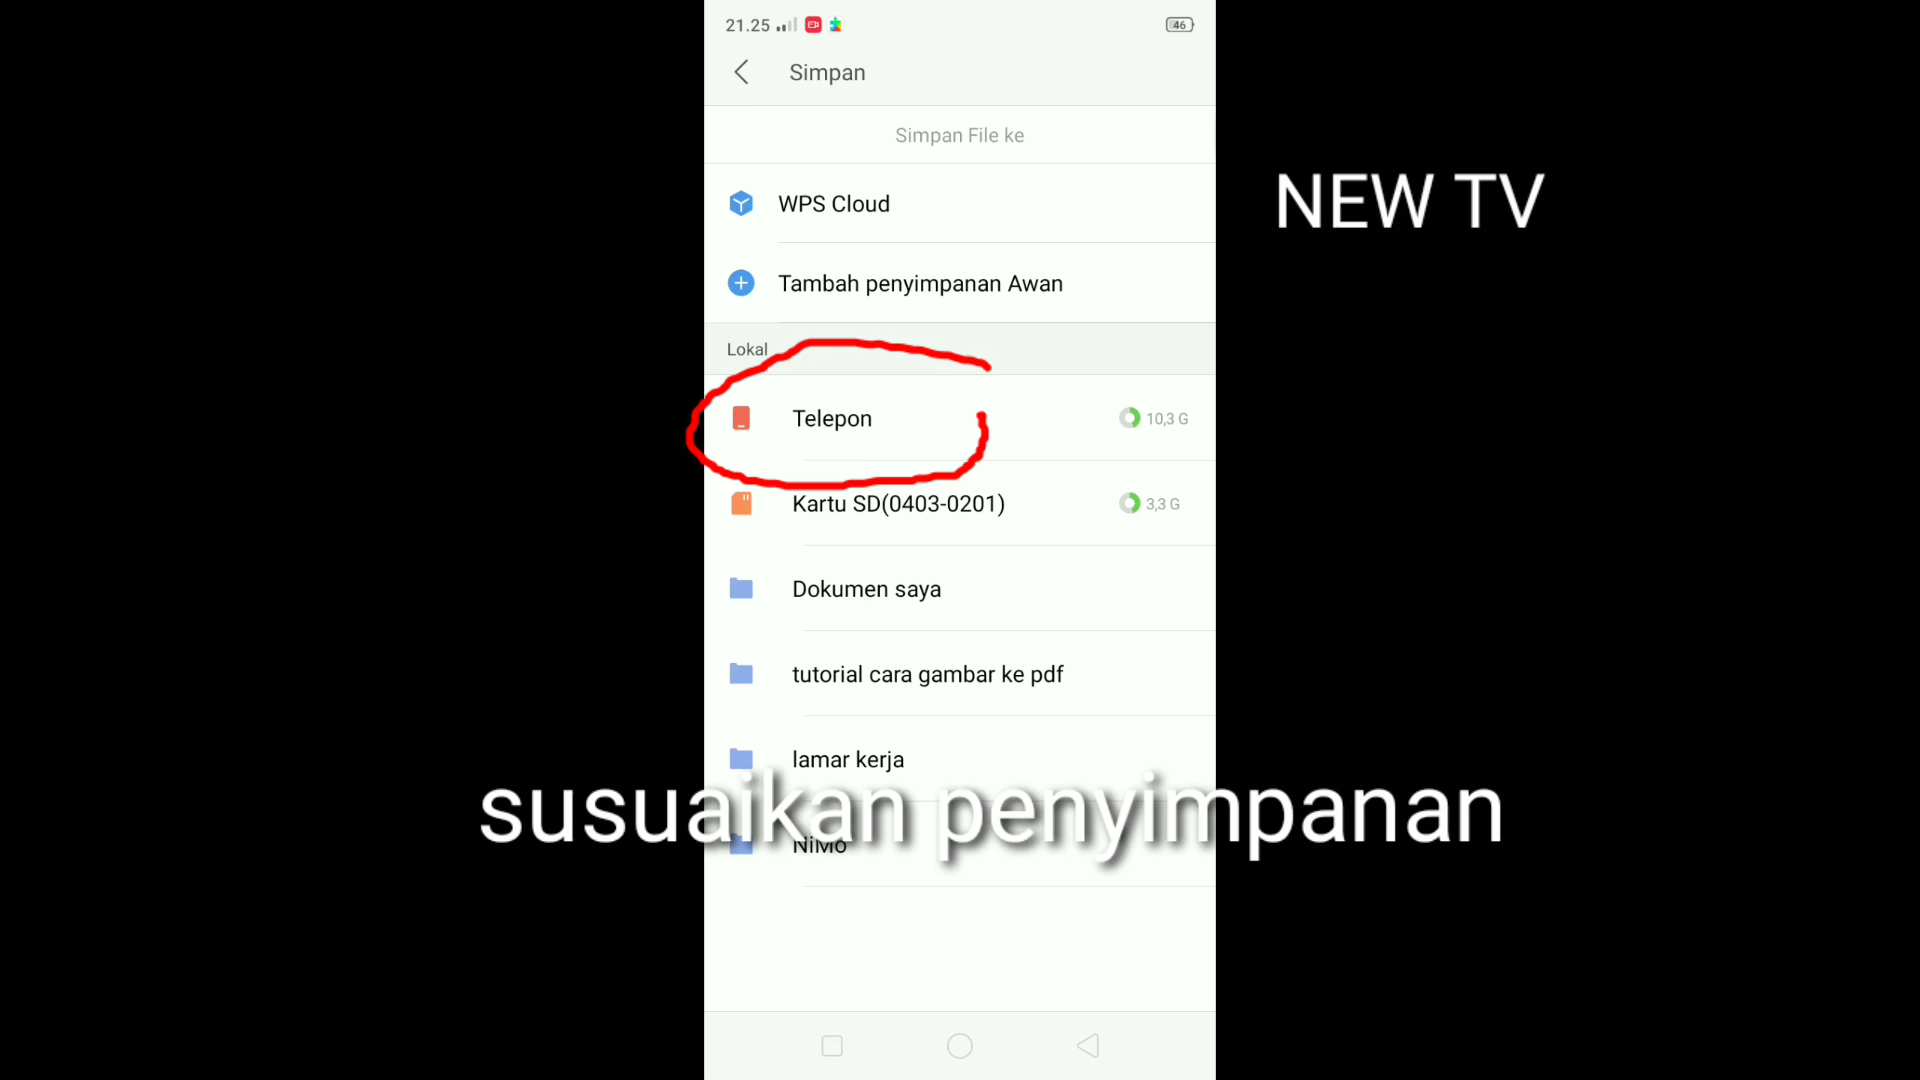 21.25
46
Simpan
Simpan File ke
WPS Cloud
NEW TV
Tambah penyimpanan Awan
Lokal
Telepon
10,3 G
Kartu SD(0403-0201)
3,3 G
Dokumen saya
tutorial cara gambar ke pdf
lamar kerja
susuaikan penyimpanan
NiMo